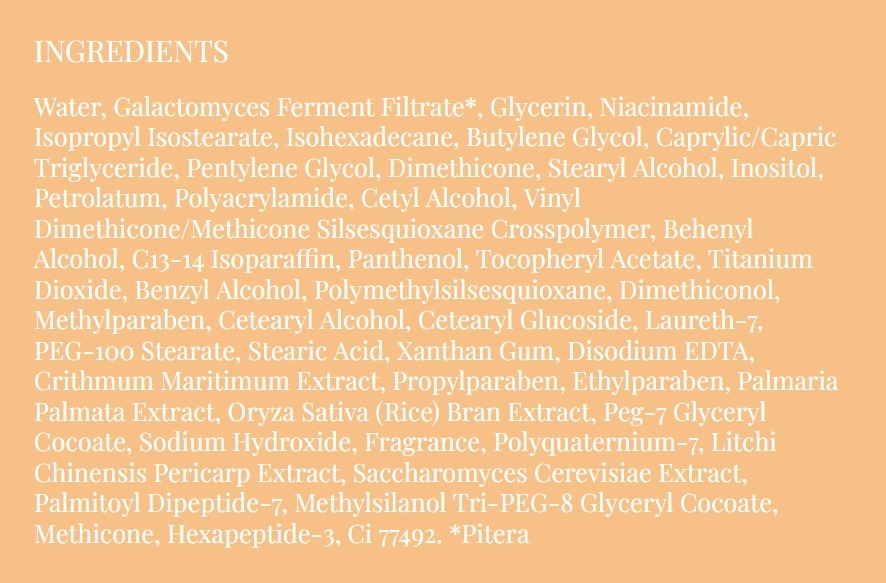 INGREDIENTS
Water, Galactomyces Ferment Filtrate*, Glycerin, Niacinamide,
Isopropyl Isostearate, Isohexadecane, Butylene Glycol, Caprylic/Capric
Triglyceride, Pentylene Glycol, Dimethicone, Stearyl Alcohol, Inositol,
Petrolatum, Polyacrylamide, Cetyl Alcohol, Vinyl
Dimethicone/Methicone Silsesquioxane Crosspolymer, Behenyl
Alcohol, C13-14 Isoparaffin, Panthenol, Tocopheryl Acetate, Titanium
Dioxide, Benzyl Alcohol, Polymethylsilsesquioxane, Dimethiconol,
Methylparaben, Cetearyl Alcohol, Cetearyl Glucoside, Laureth-7,
PEG-100 Stearate, Stearic Acid, Xanthan Gum, Disodium EDTA,
Crithmum Maritimum Extract, Propylparaben, Ethylparaben, Palmaria
Palmata Extract, Oryza Sativa (Rice) Bran Extract, Peg-7 Glyceryl
Cocoate, Sodium Hydroxide, Fragrance, Polyquaternium-7, Litchi
Chinensis Pericarp Extract, Saccharomyces Cerevisiae Extract,
Palmitoyl Dipeptide-7, Methylsilanol Tri-PEG-8 Glyceryl Cocoate,
Methicone, Hexapeptide-3, Ci 77492. *Pitera